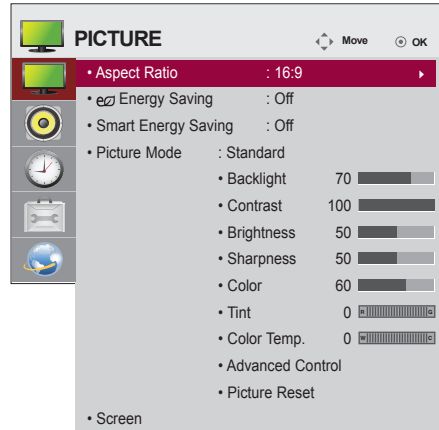 PICTURE Move OK
• Aspect Ratio : 16:9
• Energy Saving : Off
• Smart Energy Saving : Off
• Picture Mode : Standard
• Backlight 70
• Contrast 100
• Brightness 50
• Sharpness 50
• Color 60
• Tint 0 R G
• Color Temp. 0 W C
• Advanced Control
• Picture Reset
• Screen